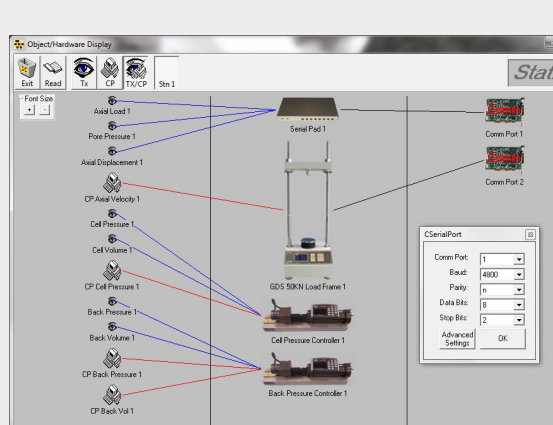 Object/Hardware Display
Exit
Read
Tx
CP
TX/CP
Stn 1
Font Size
+
-
Axial Load 1
Pore Pressure 1
Axial Displacement 1
CP Axial Velocity 1
Cell Pressure 1
Cell Volume 1
CP Cell Pressure 1
Back Pressure 1
Back Volume 1
CP Back Pressure 1
CP Back Vol 1
Serial Pad 1
GDS 50KN Load Frame 1
Cell Pressure Controller 1
Back Pressure Controller 1
Comm
Comm Port 1
Comm
Comm Port 2
CSerialPort
Comm Port: 1
Baud: 4800
Parity: n
Data Bits: 8
Stop Bits: 2
Advanced
Settings
OK